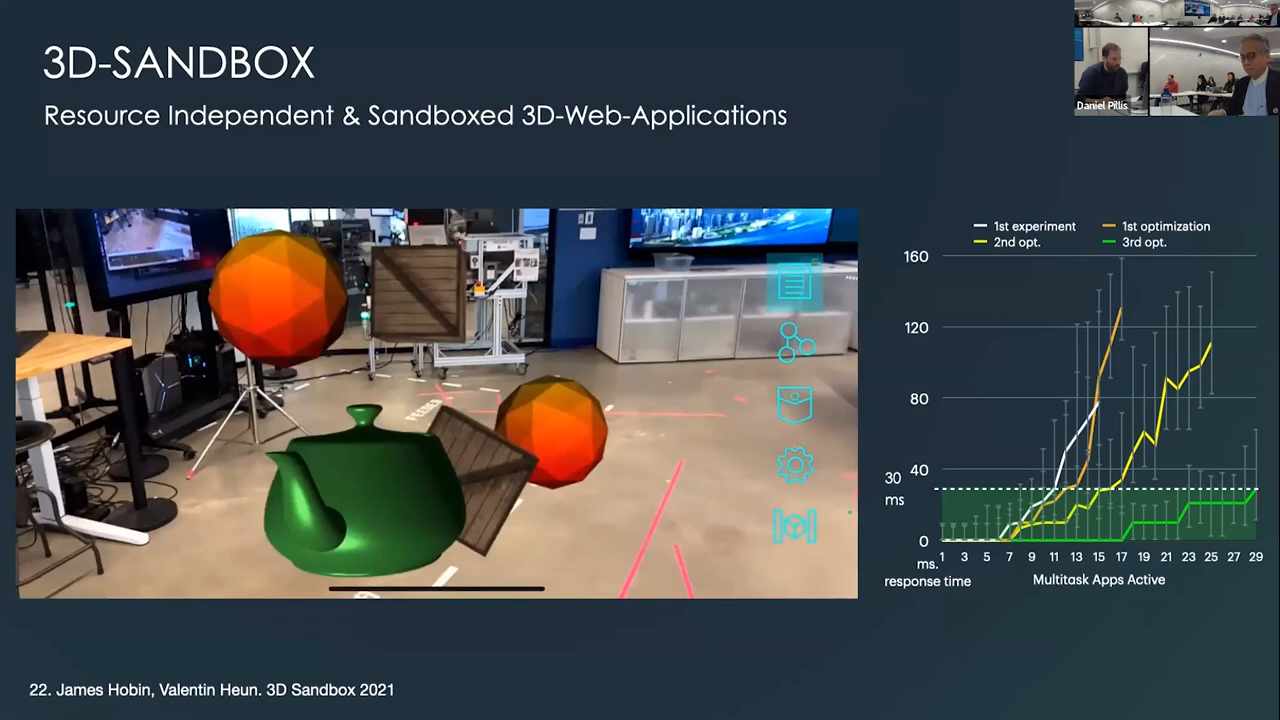 3D-SANDBOX
Resource Independent & Sandboxed 3D-Web-Applications
Daniel Pillis
FEEDER
1st experiment
1st optimization
2nd opt.
3rd opt.
160
120
80
40
30
ms
0
1 3 5 7 9 11 13 15 17 19 21 23 25 27 29
ms.
response time
Multitask Apps Active
22. James Hobin, Valentin Heun. 3D Sandbox 2021